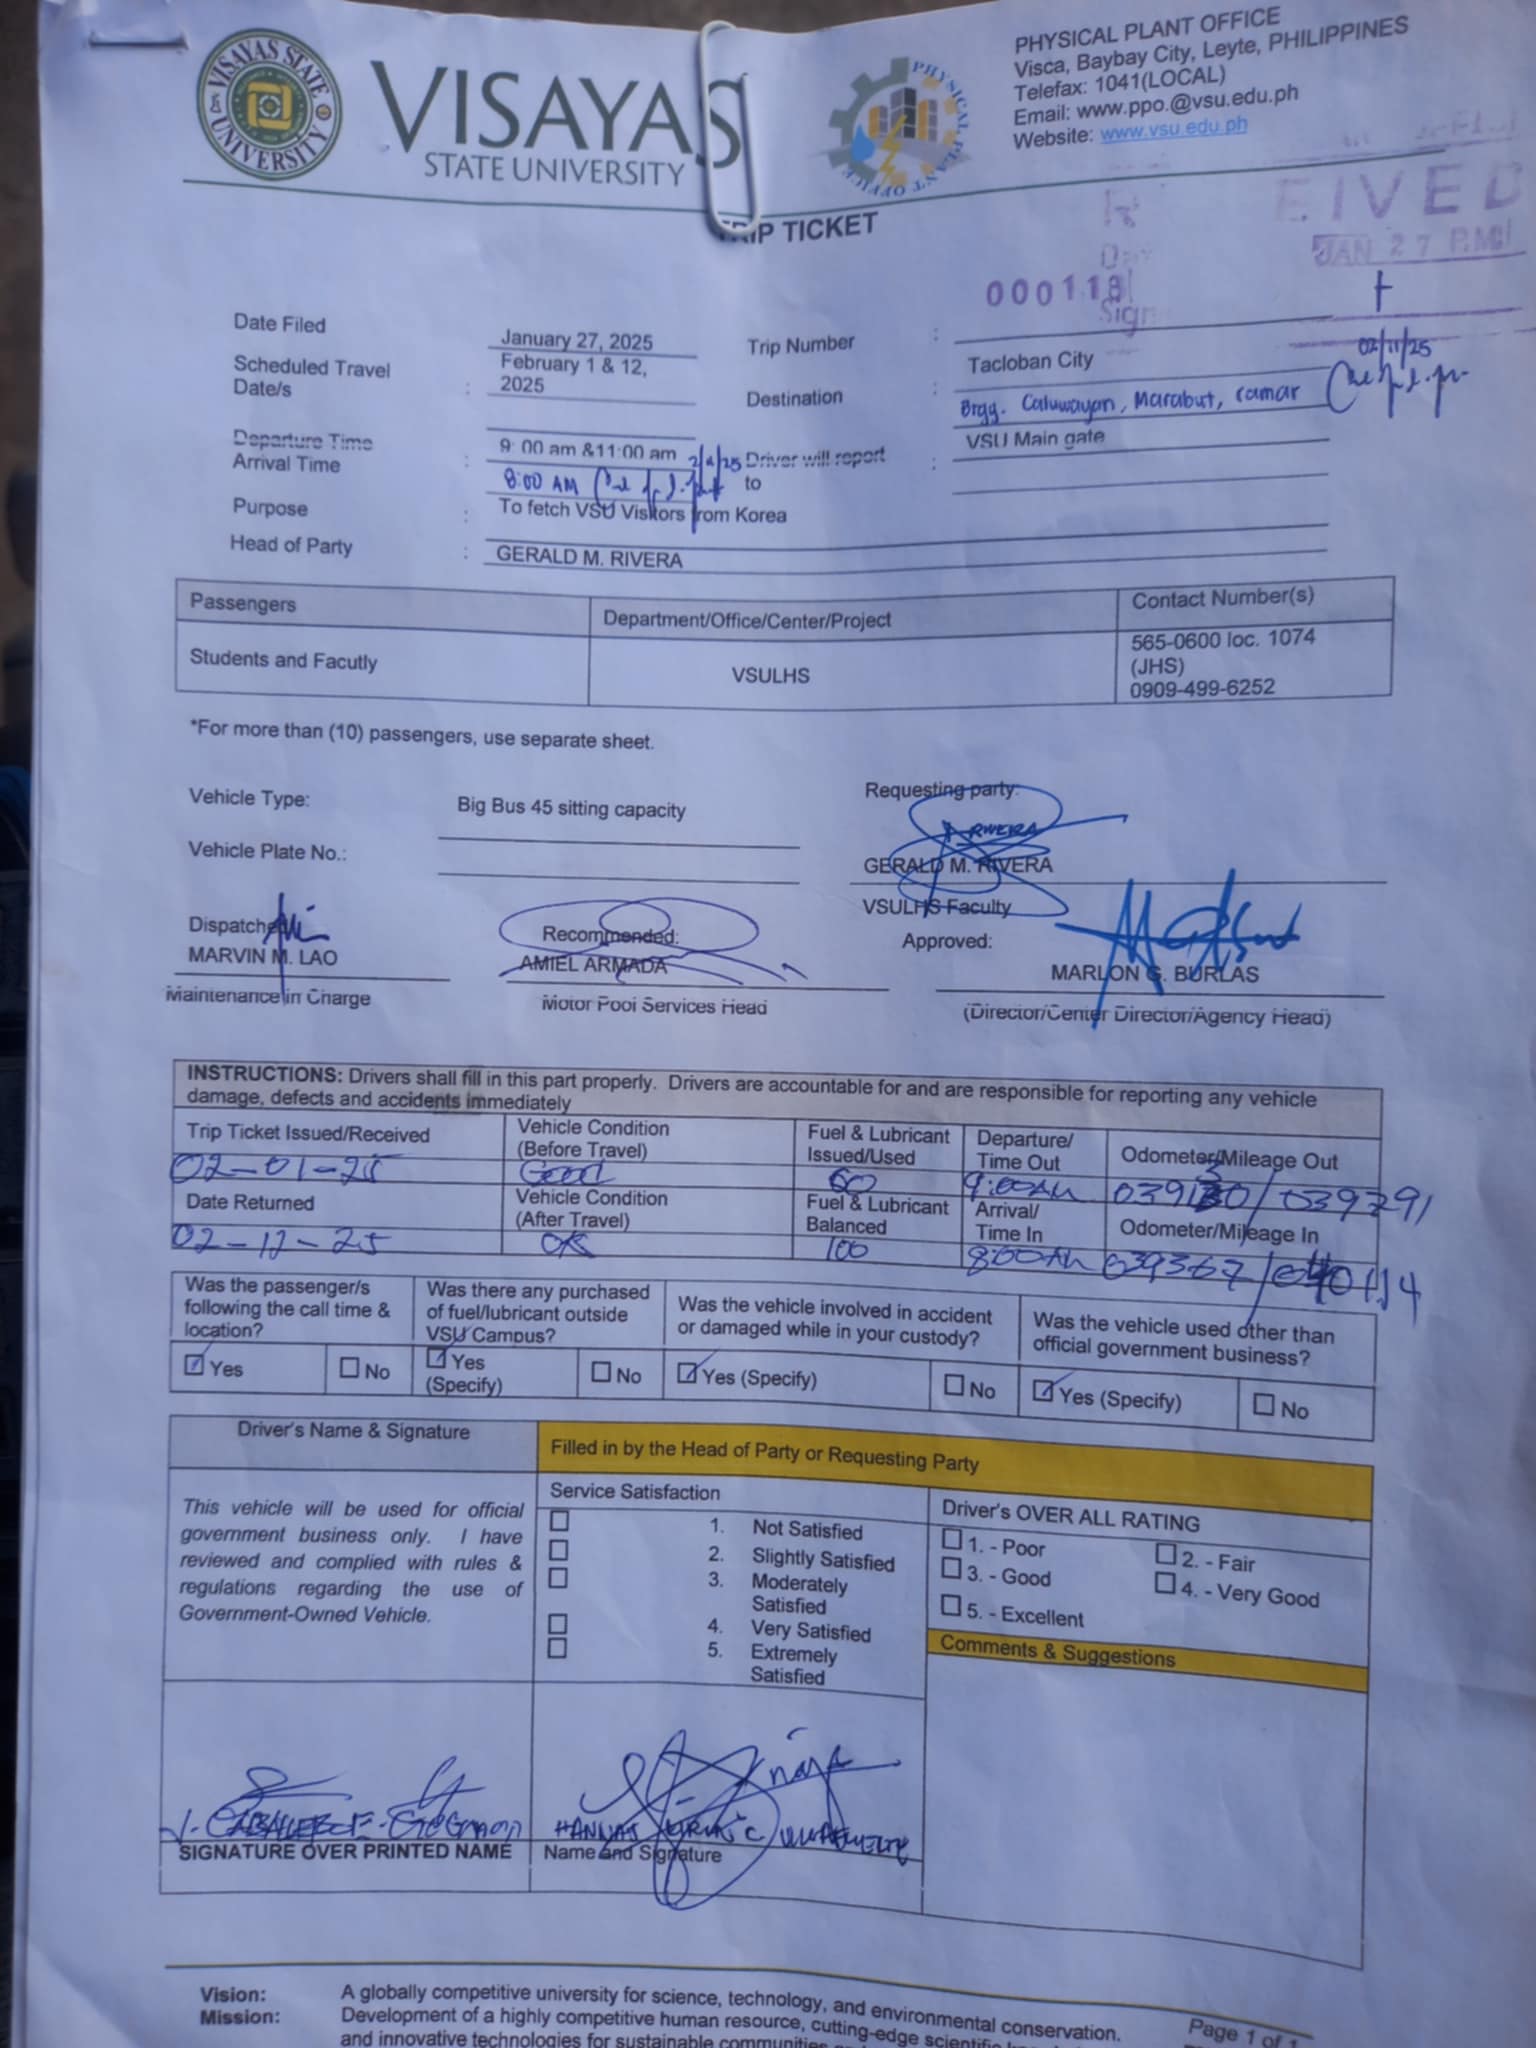 VISAYAS STATE UNIVERSITY
VISAYAS
STATE UNIVERSITY
PHYSICAL PLANT OFFICE
PHYSICAL PLANT OFFICE
Visca, Baybay City, Leyte, PHILIPPINES
Telefax: 1041(LOCAL)
Email: www.ppo.@vsu.edu.ph
Website: www.vsu.edu.ph
EIVED
JAN 27 P.M.
TRIP TICKET
000118
Sign
Date Filed
January 27, 2025
Trip Number :
Scheduled Travel Date/s :
February 1 & 12,
2025
Destination :
Tacloban City
02/11/25
Brgy. Caluwayan, Marabut, Samar
Departure Time
Arrival Time :
9: 00 am &11:00 am
8:00 AM
Driver will report
to :
VSU Main gate
Purpose :
To fetch VSU Visitors from Korea
Head of Party :
GERALD M. RIVERA
Passengers
Department/Office/Center/Project
Contact Number(s)
Students and Facutly
VSULHS
565-0600 loc. 1074
(JHS)
0909-499-6252
*For more than (10) passengers, use separate sheet.
Vehicle Type:
Big Bus 45 sitting capacity
Requesting party:
RIVERA
Vehicle Plate No.:
GERALD M. RIVERA
VSULHS Faculty
Dispatched
MARVIN M. LAO
Maintenance in Charge
Recommended:
AMIEL ARMADA
Motor Pool Services Head
Approved:
MARLON G. BURLAS
(Director/Center Director/Agency Head)
INSTRUCTIONS: Drivers shall fill in this part properly. Drivers are accountable for and are responsible for reporting any vehicle
damage, defects and accidents immediately
Trip Ticket Issued/Received
02-01-25
Vehicle Condition
(Before Travel)
Good
Fuel & Lubricant
Issued/Used
60
Departure/
Time Out
9:00AM
Odometer/Mileage Out
/ 039291
Date Returned
02-12-25
Vehicle Condition
(After Travel)
OK
Fuel & Lubricant
Balanced
100
Arrival/
Time In
8:00AM
Odometer/Mileage In
039367 / 040114
Was the passenger/s
following the call time &
location?
Yes
No
Was there any purchased
of fuel/lubricant outside
VSU Campus?
Yes
(Specify)
No
Was the vehicle involved in accident
or damaged while in your custody?
Yes (Specify)
No
Was the vehicle used other than
official government business?
Yes (Specify)
No
Driver's Name & Signature
Filled in by the Head of Party or Requesting Party
This vehicle will be used for official
government business only. I have
reviewed and complied with rules &
regulations regarding the use of
Government-Owned Vehicle.
Service Satisfaction
1. Not Satisfied
2. Slightly Satisfied
3. Moderately
Satisfied
4. Very Satisfied
5. Extremely
Satisfied
Driver's OVER ALL RATING
1. - Poor
2. - Fair
3. - Good
4. - Very Good
5. - Excellent
Comments & Suggestions
SIGNATURE OVER PRINTED NAME
Name and Signature
Vision: A globally competitive university for science, technology, and environmental conservation.
Mission: Development of a highly competitive human resource, cutting-edge scientific
and innovative technologies for sustainable
Page 1 of 1